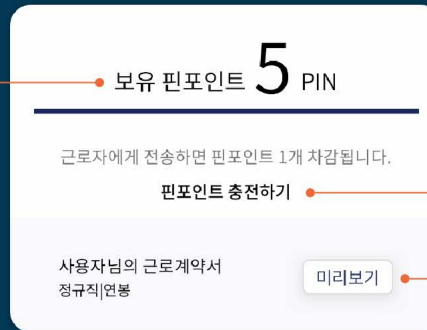 보유 핀포인트 5 PIN
근로자에게 전송하면 핀포인트 1개 차감됩니다.
핀포인트 충전하기
사용자님의 근로계약서
미리보기
정규직|연봉